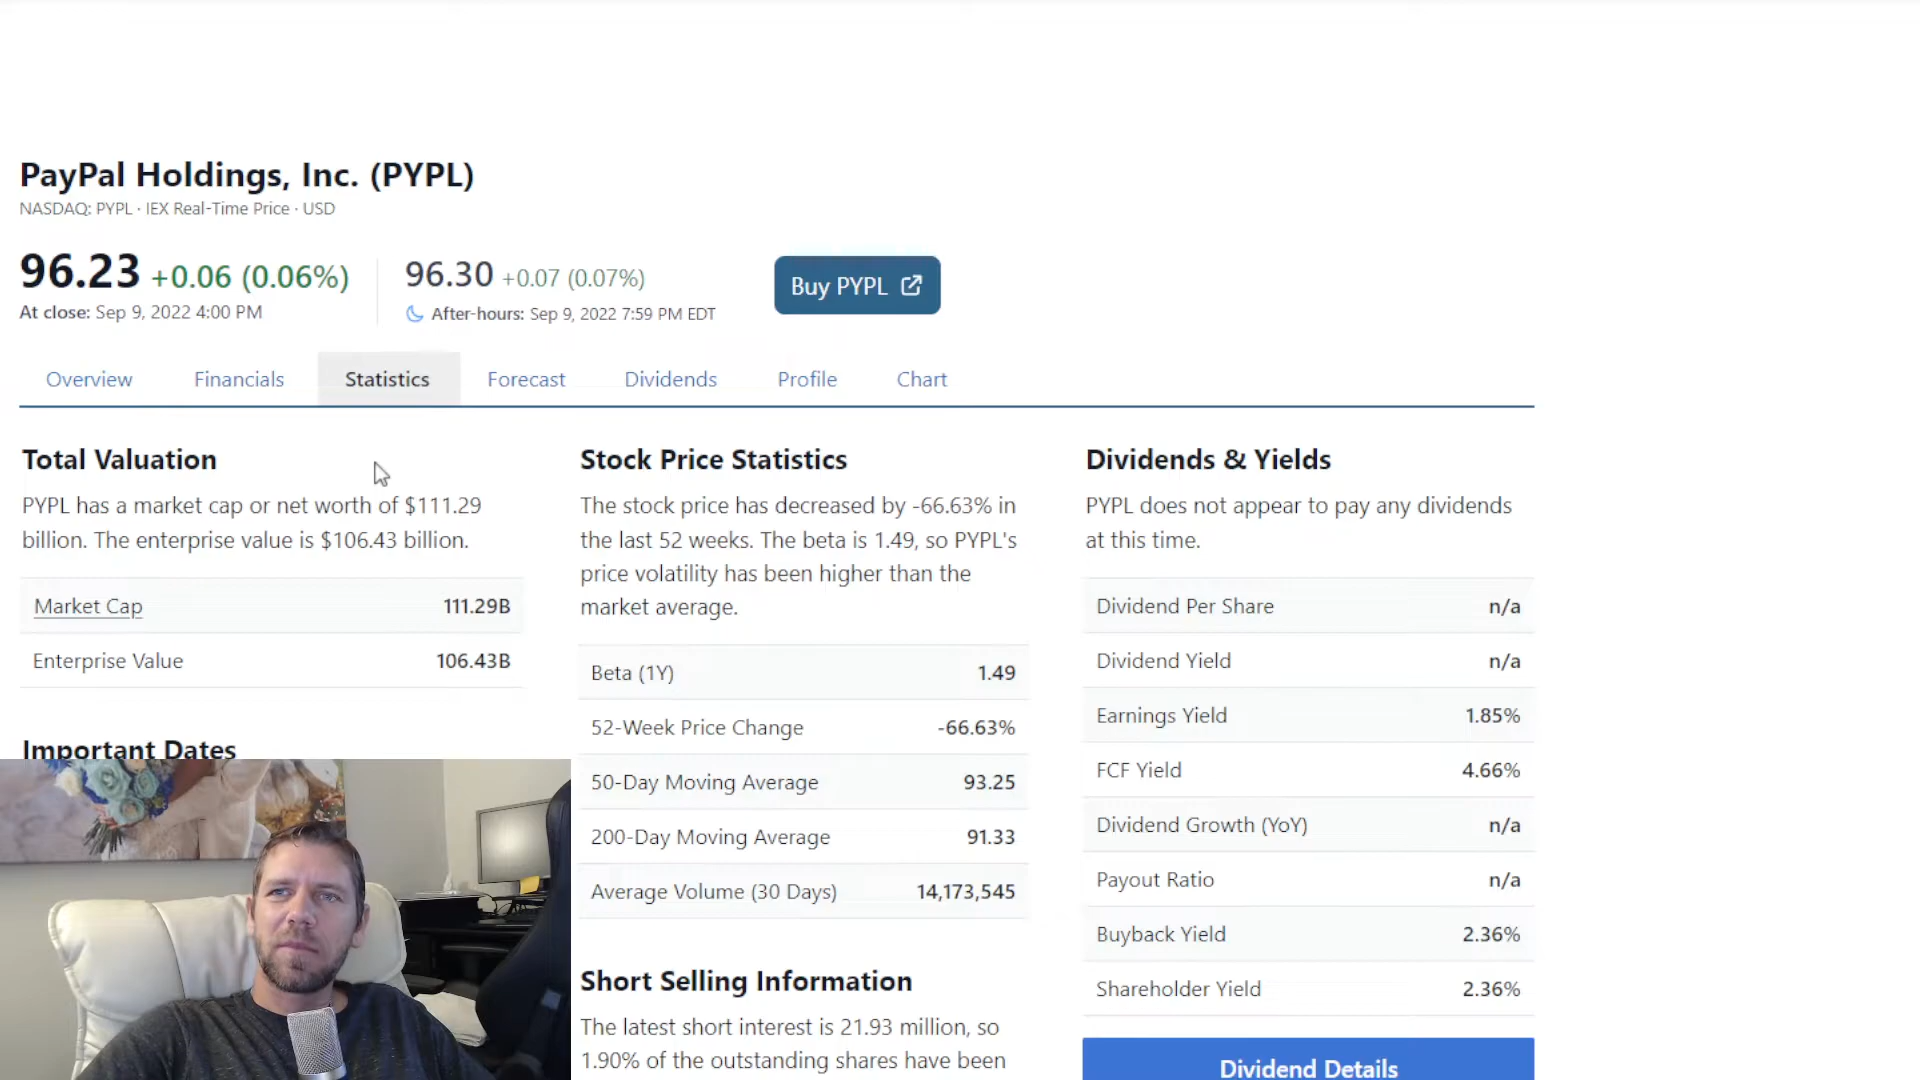 PayPal Holdings, Inc. (PYPL)
NASDAQ: PYPL · IEX Real-Time Price · USD
96.23 +0.06 (0.06%)
At close: Sep 9, 2022 4:00 PM
96.30 +0.07 (0.07%)
After-hours: Sep 9, 2022 7:59 PM EDT
Buy PYPL
Overview
Financials
Statistics
Forecast
Dividends
Profile
Chart
Total Valuation
PYPL has a market cap or net worth of $111.29
billion. The enterprise value is $106.43 billion.
Market Cap 111.29B
Enterprise Value 106.43B
Important Dates
Stock Price Statistics
The stock price has decreased by -66.63% in
the last 52 weeks. The beta is 1.49, so PYPL's
price volatility has been higher than the
market average.
Beta (1Y) 1.49
52-Week Price Change -66.63%
50-Day Moving Average 93.25
200-Day Moving Average 91.33
Average Volume (30 Days) 14,173,545
Short Selling Information
The latest short interest is 21.93 million, so
1.90% of the outstanding shares have been
Dividends & Yields
PYPL does not appear to pay any dividends
at this time.
Dividend Per Share n/a
Dividend Yield n/a
Earnings Yield 1.85%
FCF Yield 4.66%
Dividend Growth (YoY) n/a
Payout Ratio n/a
Buyback Yield 2.36%
Shareholder Yield 2.36%
Dividend Details